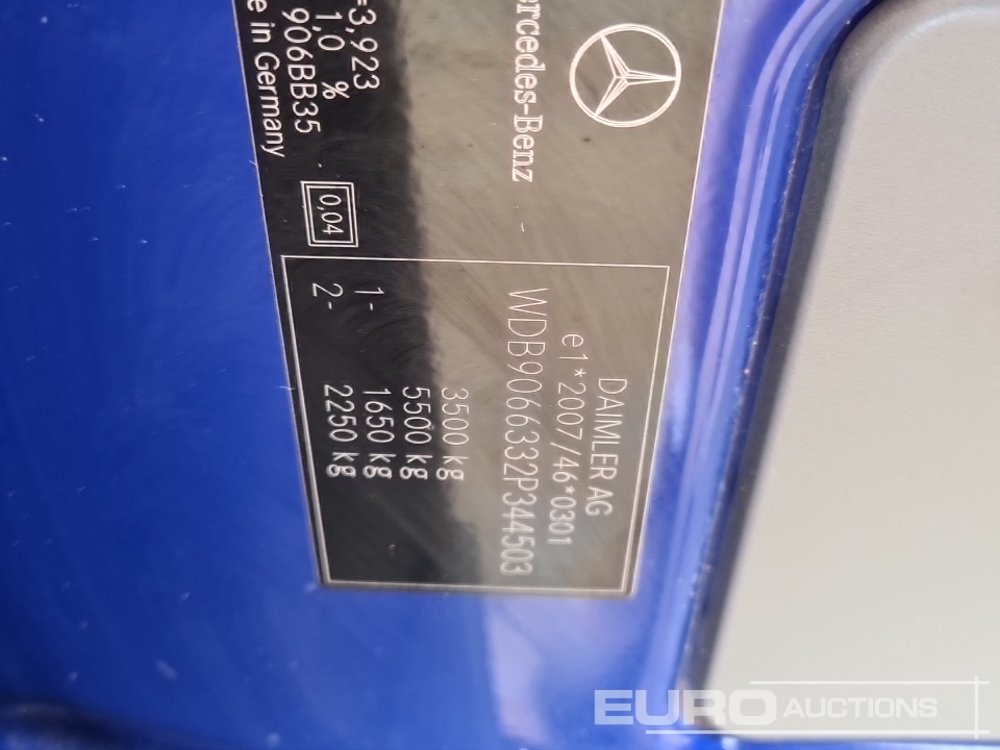 Mercedes-Benz
DAIMLER AG
e1*2007/46*0301
WDB9066332P344503
3500 kg
5500 kg
1- 1650 kg
2- 2250 kg
0,04
=3,923
1,0 %
906BB35
in Germany
EURO AUCTIONS